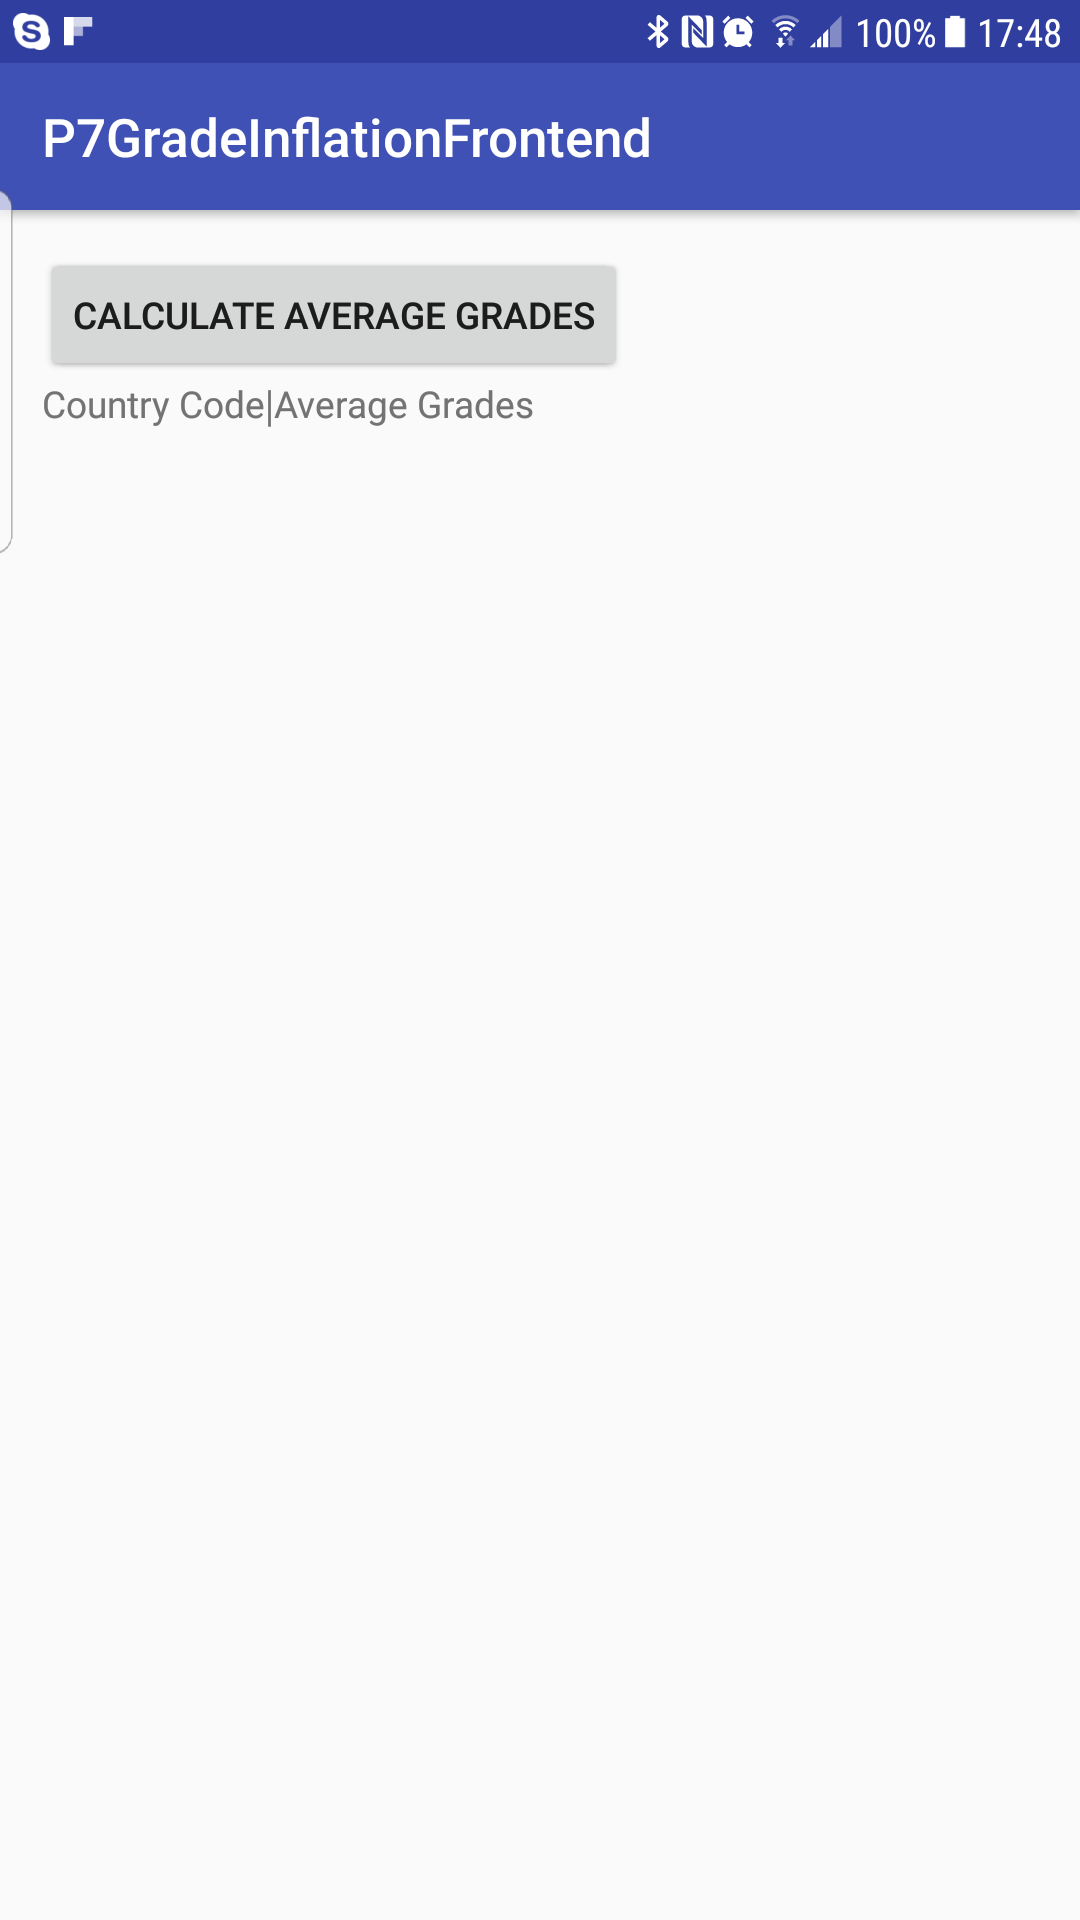 100% 17:48
P7GradeInflationFrontend
CALCULATE AVERAGE GRADES
Country Code|Average Grades